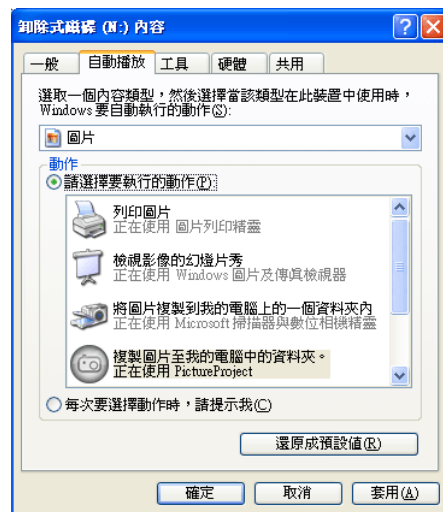 卸除式磁碟 (N:) 內容
一般 自動播放 工具 硬體 共用
選取一個內容類型，然後選擇當該類型在此裝置中使用時，
Windows 要自動執行的動作(S):
圖片
動作
請選擇要執行的動作(P):
列印圖片
正在使用 圖片列印精靈
檢視影像的幻燈片秀
正在使用 Windows 圖片及傳真檢視器
將圖片複製到我的電腦上的一個資料夾內
正在使用 Microsoft 掃描器與數位相機精靈
複製圖片至我的電腦中的資料夾。
正在使用 PictureProject
每次要選擇動作時，請提示我(C)
還原成預設值(R)
確定 取消 套用(A)